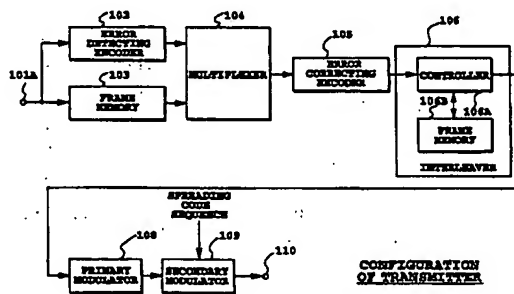 102
104
106
ERROR
DETECTING
ENCODER
105
101A
103
MULTIPLEXER
ERROR
CORRECTING
ENCODER
CONTROLLER
FRAME
MEMORY
106B
106A
FRAME
MEMORY
INTERLEAVER
SPREADING
CODE
SEQUENCE
108
109
110
PRIMARY
MODULATOR
SECONDARY
MODULATOR
CONFIGURATION
OF TRANSMITTER